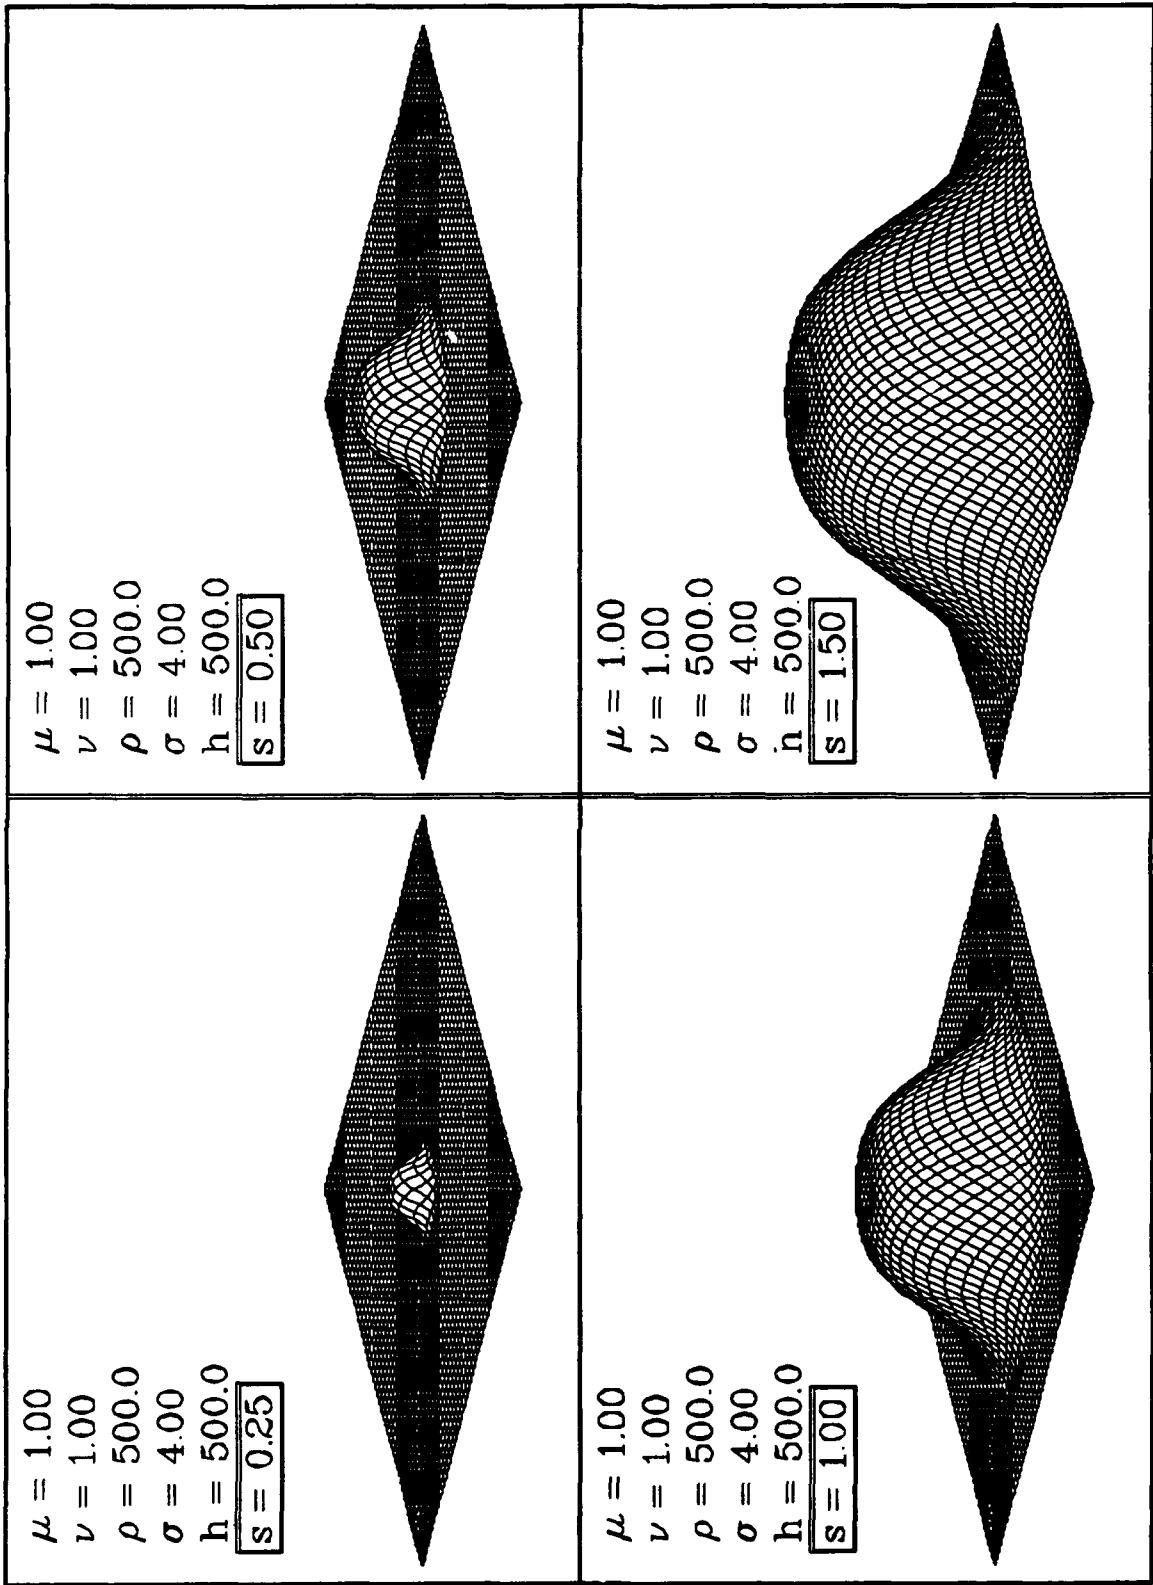 μ = 1.00
ν = 1.00
ρ = 500.0
σ = 4.00
h = 500.0
s = 0.25
μ = 1.00
ν = 1.00
ρ = 500.0
σ = 4.00
h = 500.0
s = 0.50
μ = 1.00
ν = 1.00
ρ = 500.0
σ = 4.00
h = 500.0
s = 1.00
μ = 1.00
ν = 1.00
ρ = 500.0
σ = 4.00
h = 500.0
s = 1.50